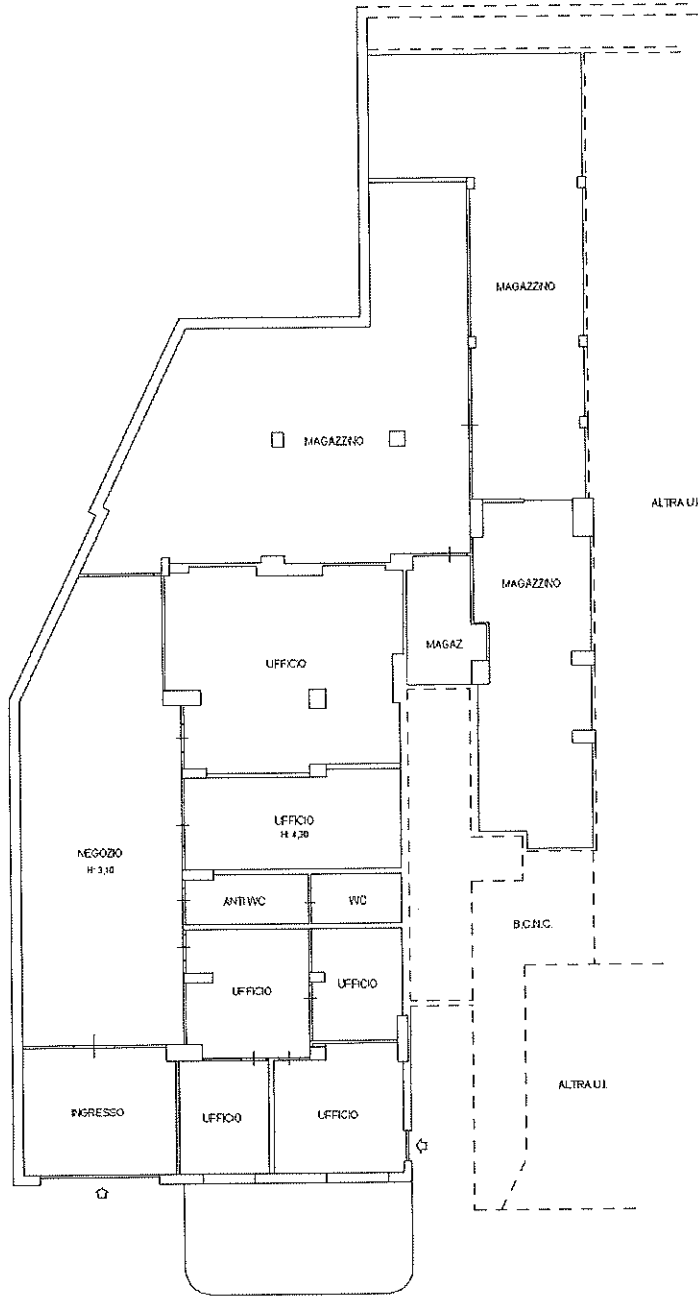 MAGAZZINO
MAGAZZINO
ALTRA U.I.
MAGAZZINO
MAGAZ
UFFICIO
UFFICIO
H: 4,30
NEGOZIO
H: 3,10
ANTI WC
WC
B.C.N.C.
UFFICIO
UFFICIO
ALTRA U.I.
INGRESSO
UFFICIO
UFFICIO